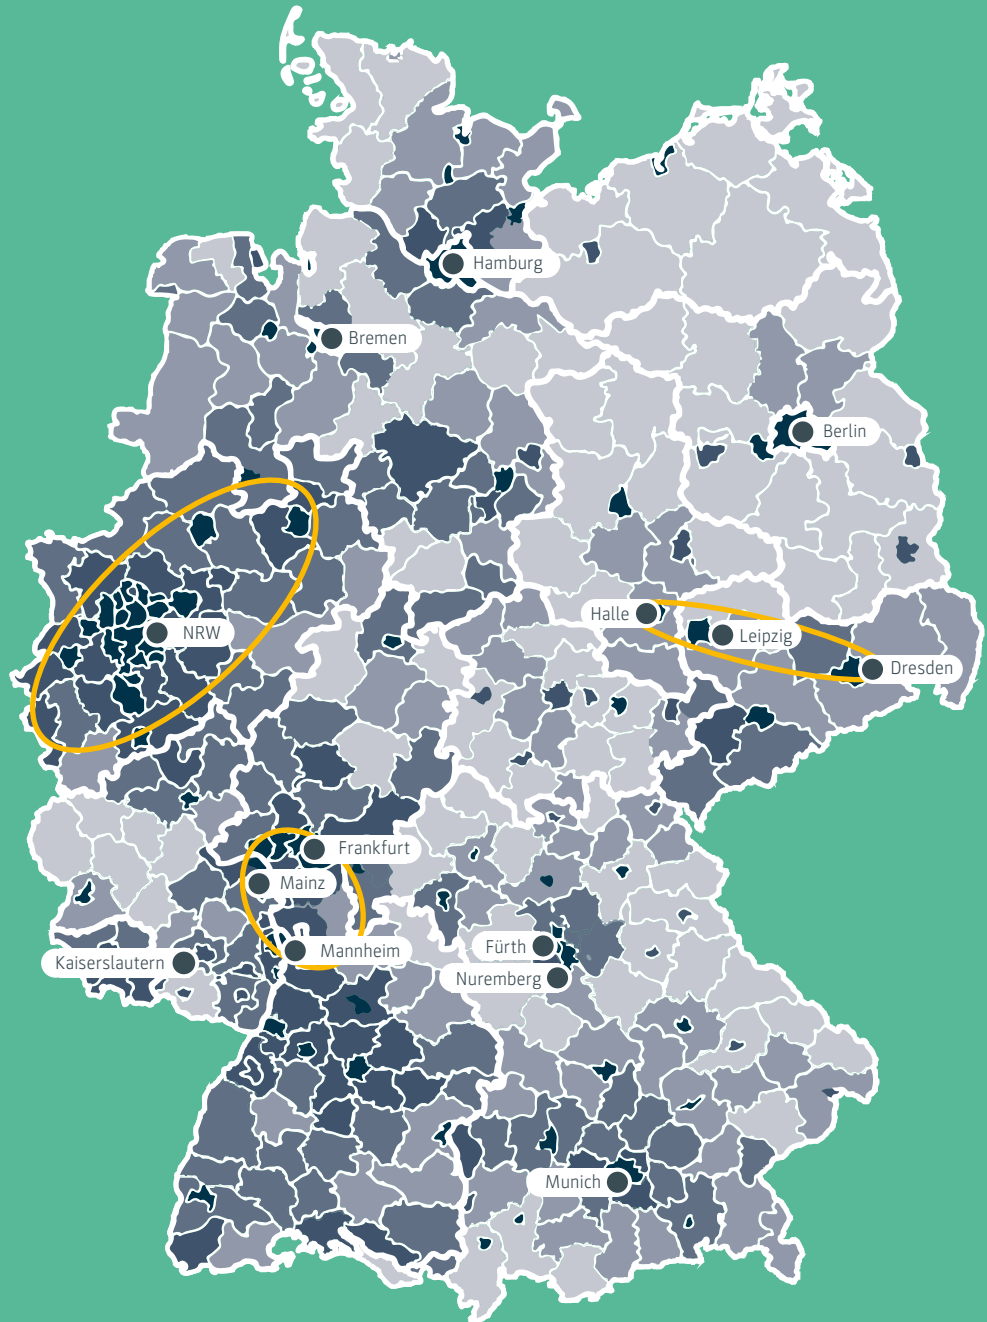 Hamburg
Bremen
Berlin
Halle
NRW
Leipzig
Dresden
Frankfurt
Mainz
Fürth
Mannheim
Kaiserslautern
Nuremberg
Munich